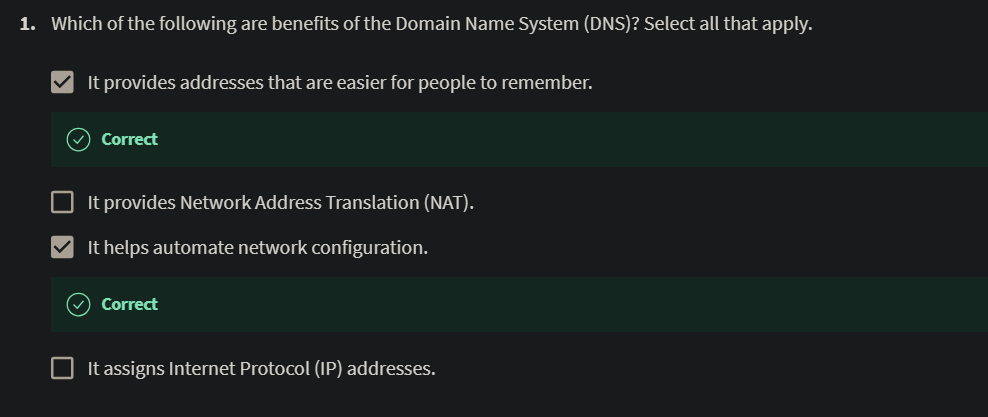 1. Which of the following are benefits of the Domain Name System (DNS)? Select all that apply.
It provides addresses that are easier for people to remember.
Correct
It provides Network Address Translation (NAT).
It helps automate network configuration.
Correct
It assigns Internet Protocol (IP) addresses.